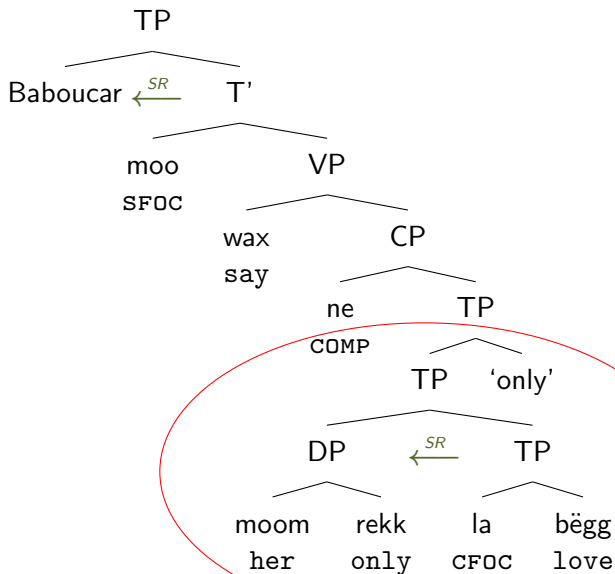 TP
Baboucar SR T'
moo VP
SFOC
wax CP
say
ne TP
COMP
TP ‘only’
DP SR TP
moom rekk la bëgg
her only CFOC love